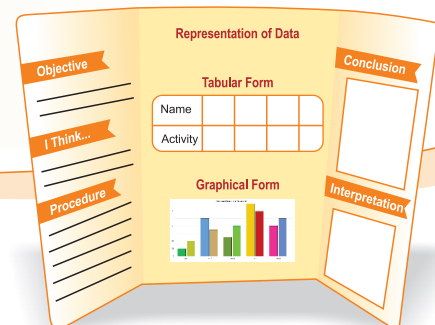 Objective
I Think...
Procedure
Representation of Data
Tabular Form
Name
Activity
Graphical Form
Conclusion
Interpretation